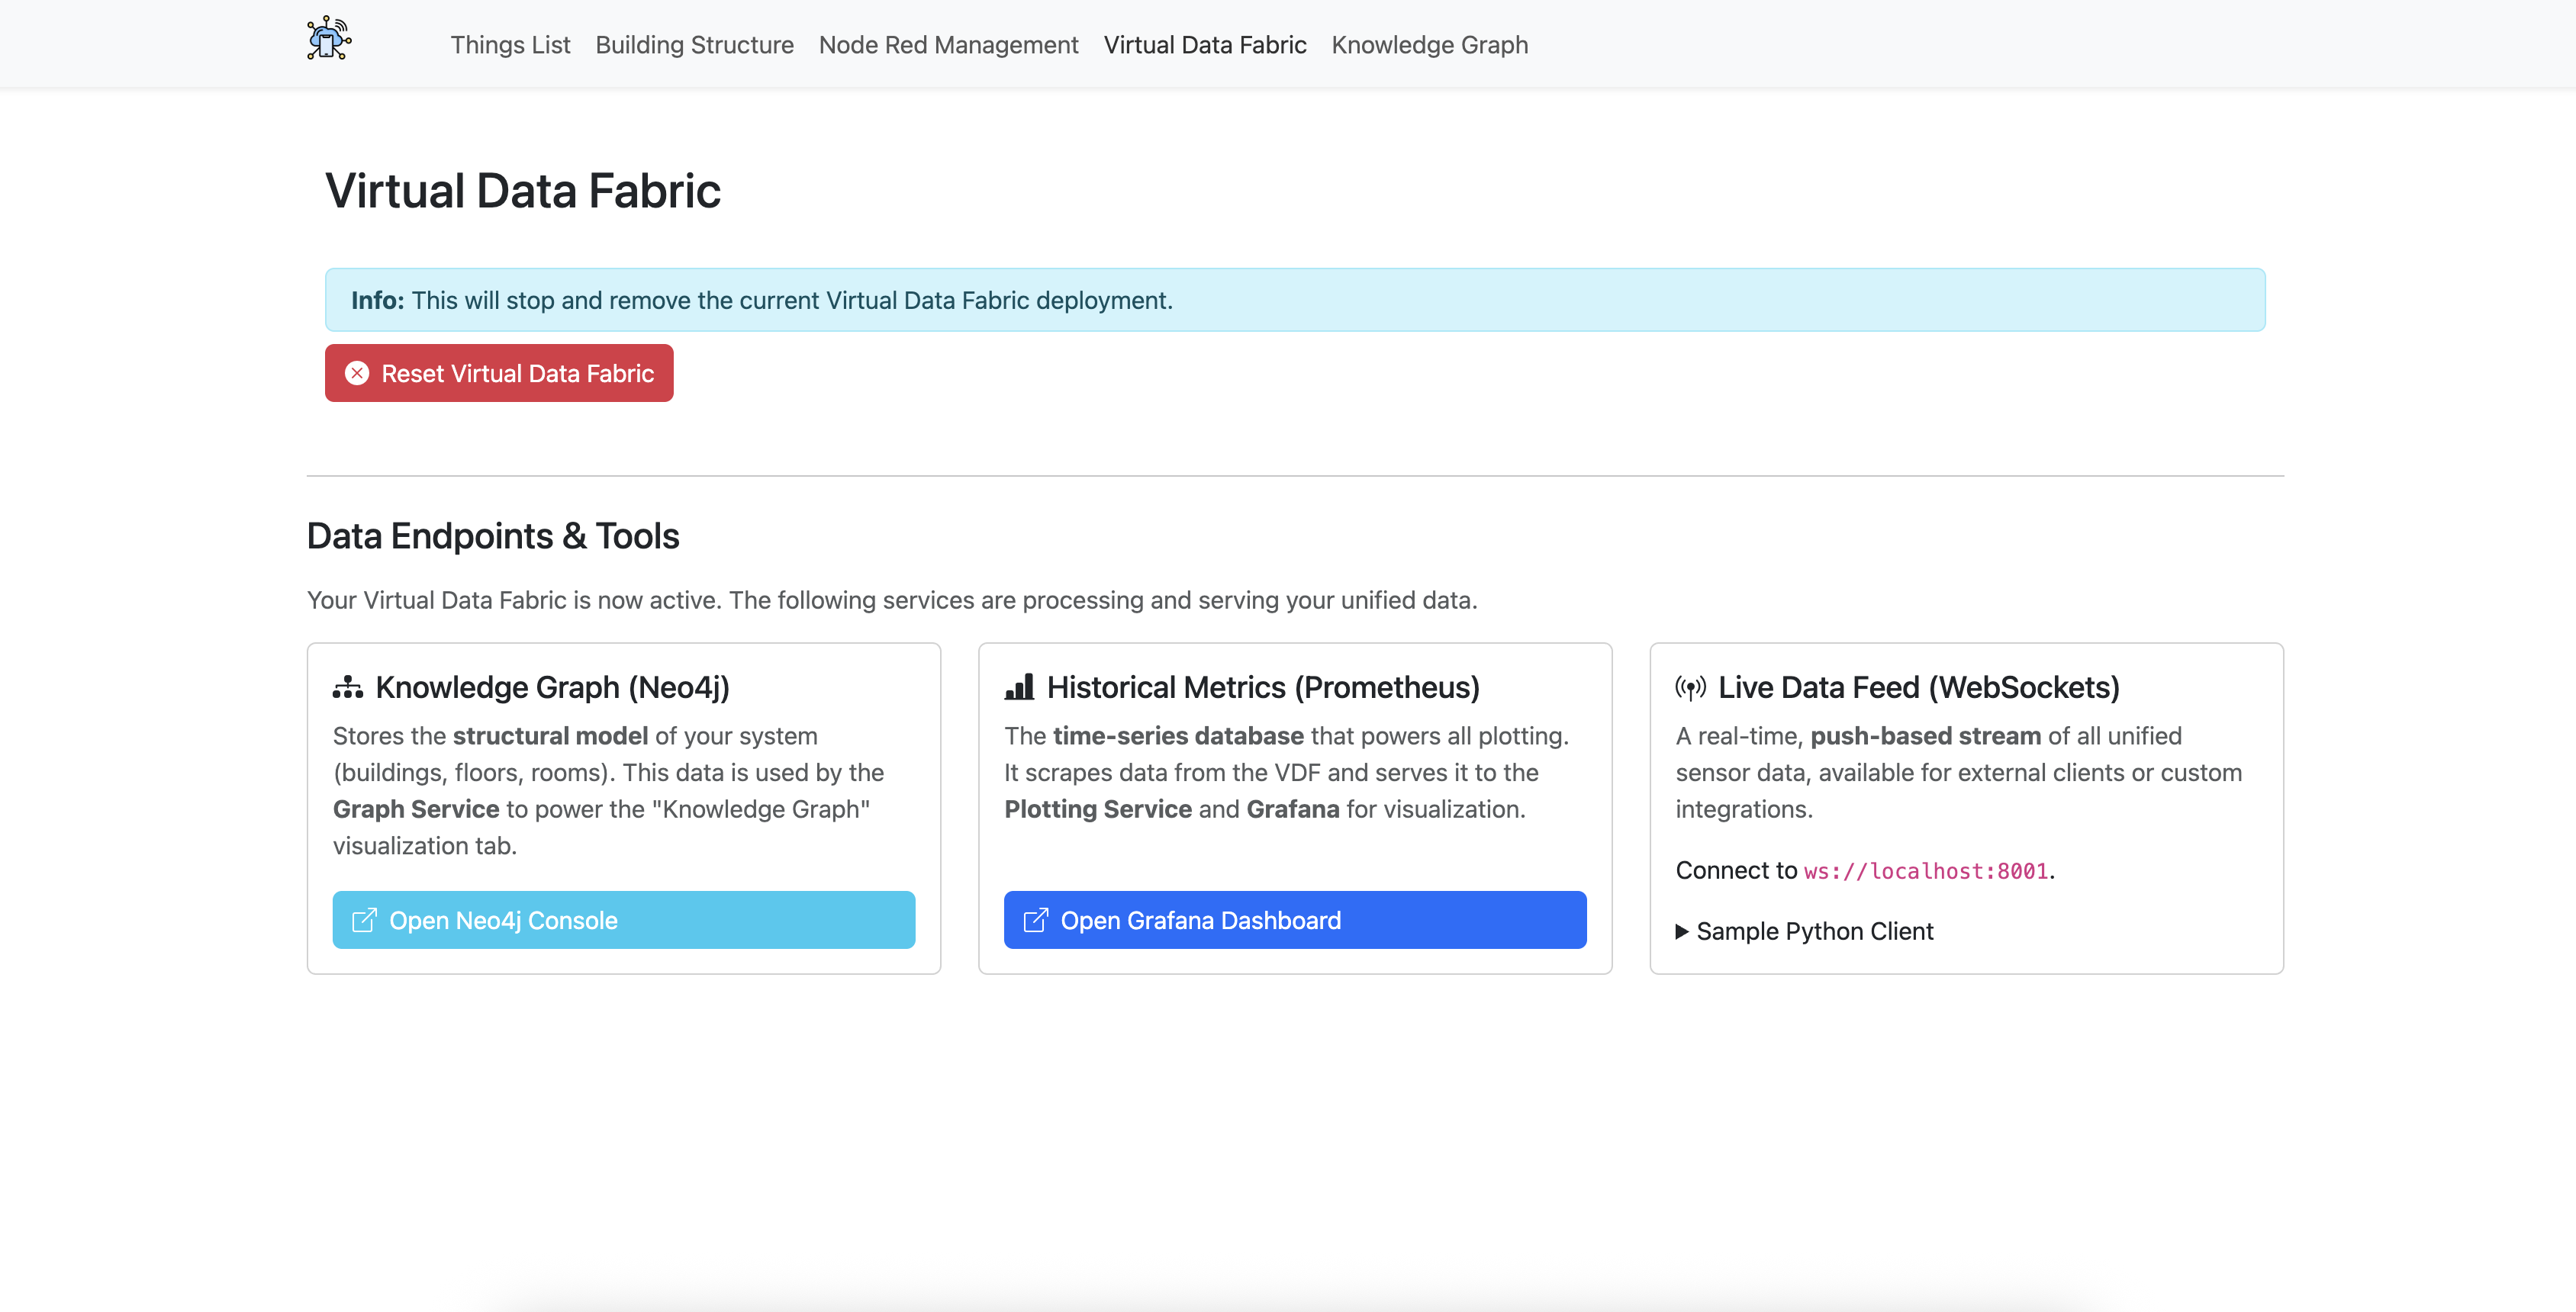 Things List Building Structure Node Red Management Virtual Data Fabric Knowledge Graph
Virtual Data Fabric
Info: This will stop and remove the current Virtual Data Fabric deployment.
Reset Virtual Data Fabric
Data Endpoints & Tools
Your Virtual Data Fabric is now active. The following services are processing and serving your unified data.
Knowledge Graph (Neo4j)
Stores the structural model of your system
(buildings, floors, rooms). This data is used by the
Graph Service to power the "Knowledge Graph"
visualization tab.
Open Neo4j Console
Historical Metrics (Prometheus)
The time-series database that powers all plotting.
It scrapes data from the VDF and serves it to the
Plotting Service and Grafana for visualization.
Open Grafana Dashboard
Live Data Feed (WebSockets)
A real-time, push-based stream of all unified
sensor data, available for external clients or custom
integrations.
Connect to ws://localhost:8001.
Sample Python Client